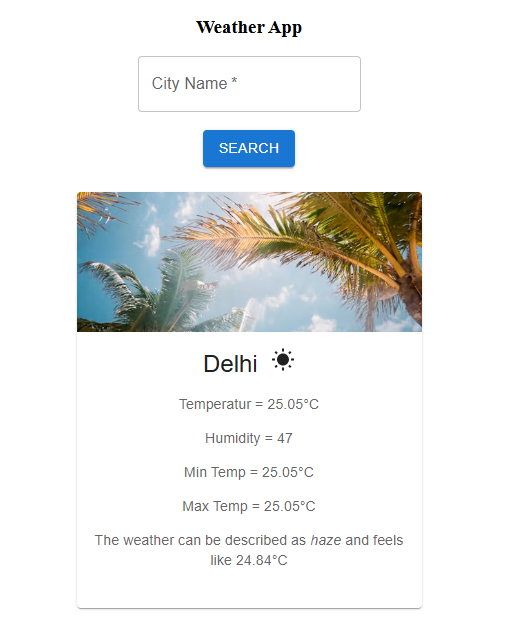 Weather App
City Name *
SEARCH
Delhi
Temperatur = 25.05°C
Humidity = 47
Min Temp = 25.05°C
Max Temp = 25.05°C
The weather can be described as haze and feels
like 24.84°C